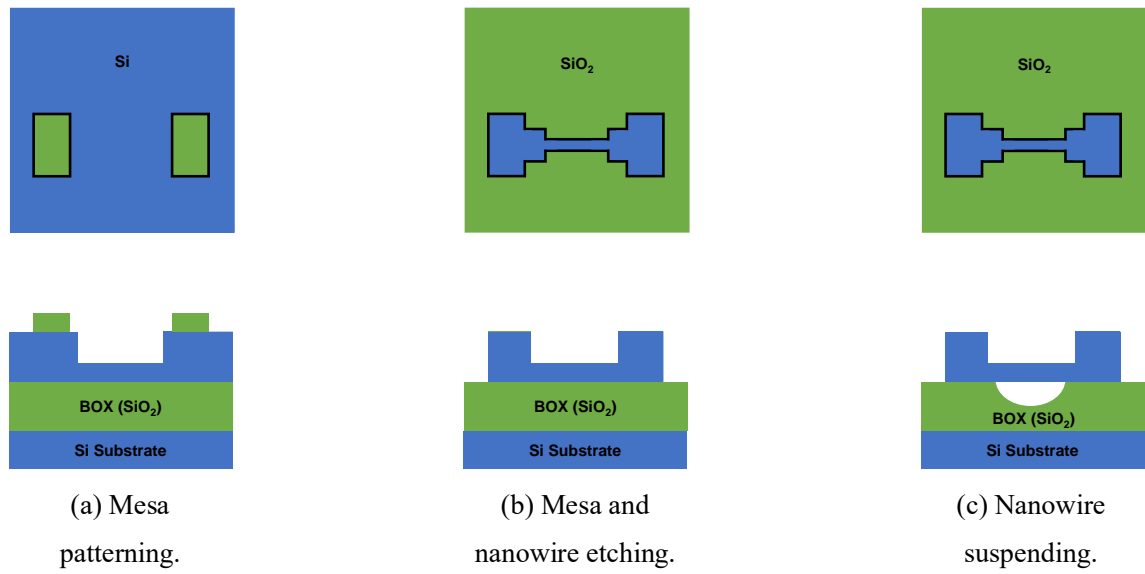 Si
SiO₂
SiO₂
BOX (SiO₂)
Si Substrate
BOX (SiO₂)
Si Substrate
BOX (SiO₂)
Si Substrate
(a) Mesa
patterning.
(b) Mesa and
nanowire etching.
(c) Nanowire
suspending.